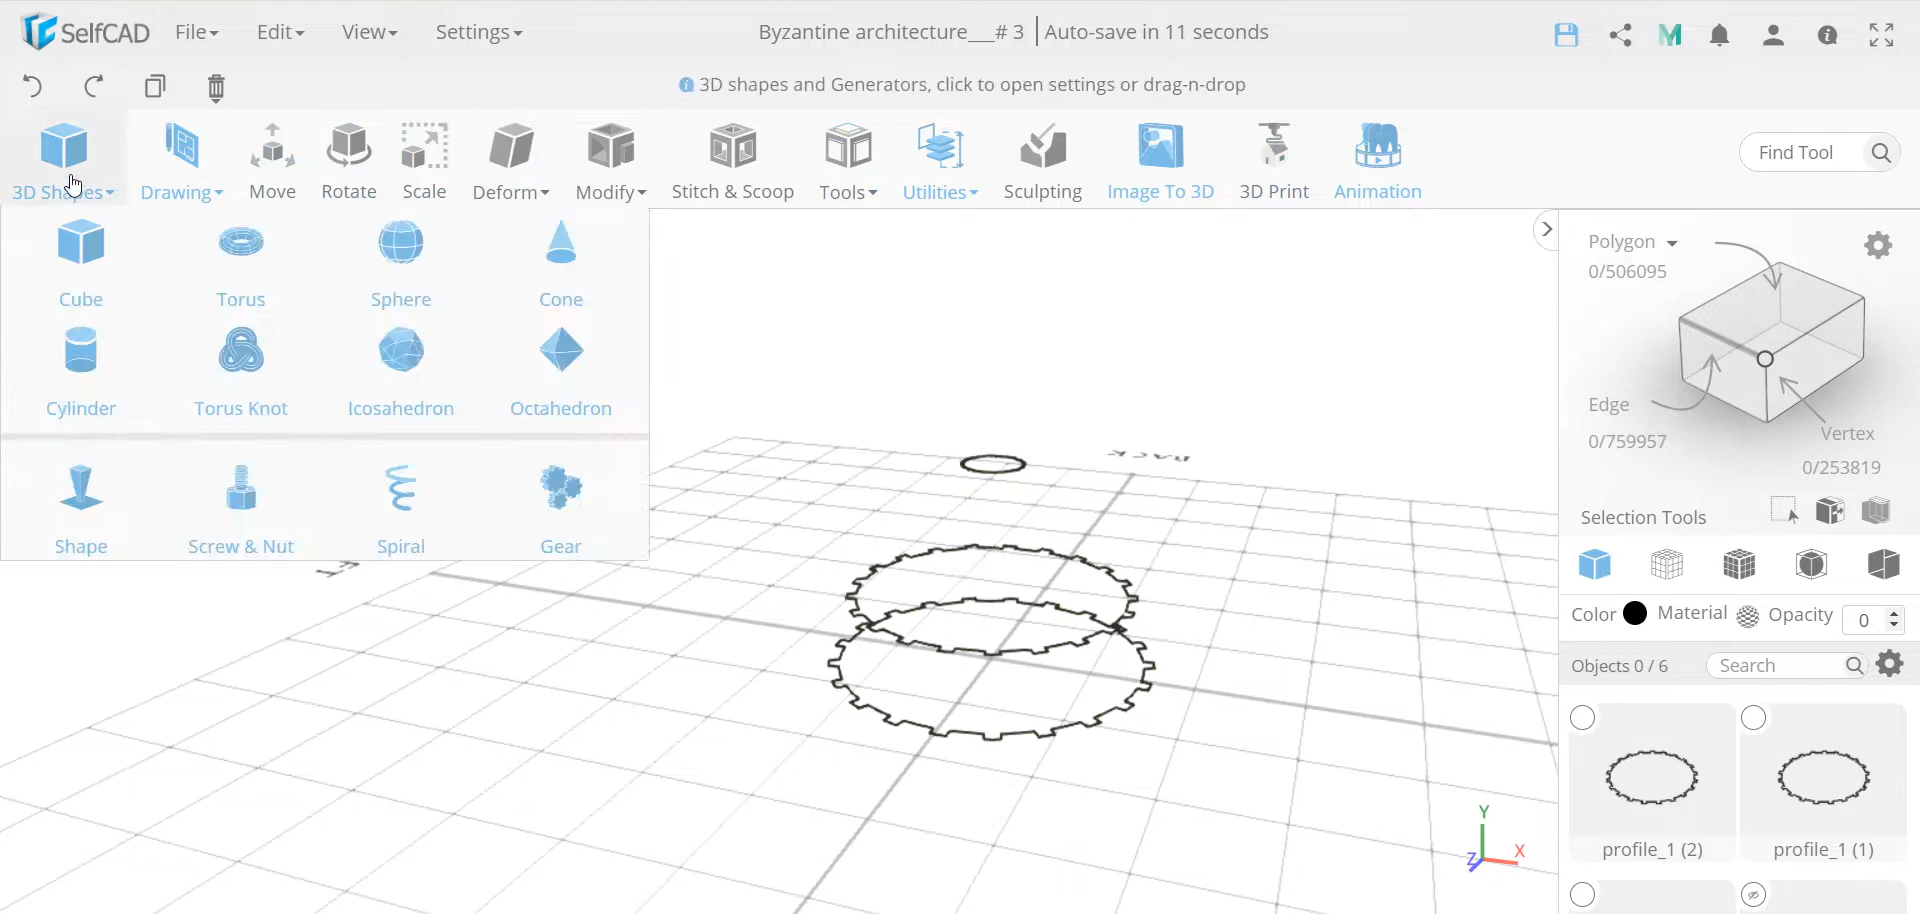 SelfCAD File Edit View Settings Byzantine architecture___# 3 Auto-save in 11 seconds
3D shapes and Generators, click to open settings or drag-n-drop
3D Shapes Drawing Move Rotate Scale Deform Modify Stitch & Scoop Tools Utilities Sculpting Image To 3D 3D Print Animation Find Tool
Cube Torus Sphere Cone
Cylinder Torus Knot Icosahedron Octahedron
Shape Screw & Nut Spiral Gear
BACK
Y
X
Z
Polygon
0/506095
Edge
0/759957
Vertex
0/253819
Selection Tools
Color Material Opacity 0
Objects 0 / 6 Search
profile_1 (2) profile_1 (1)